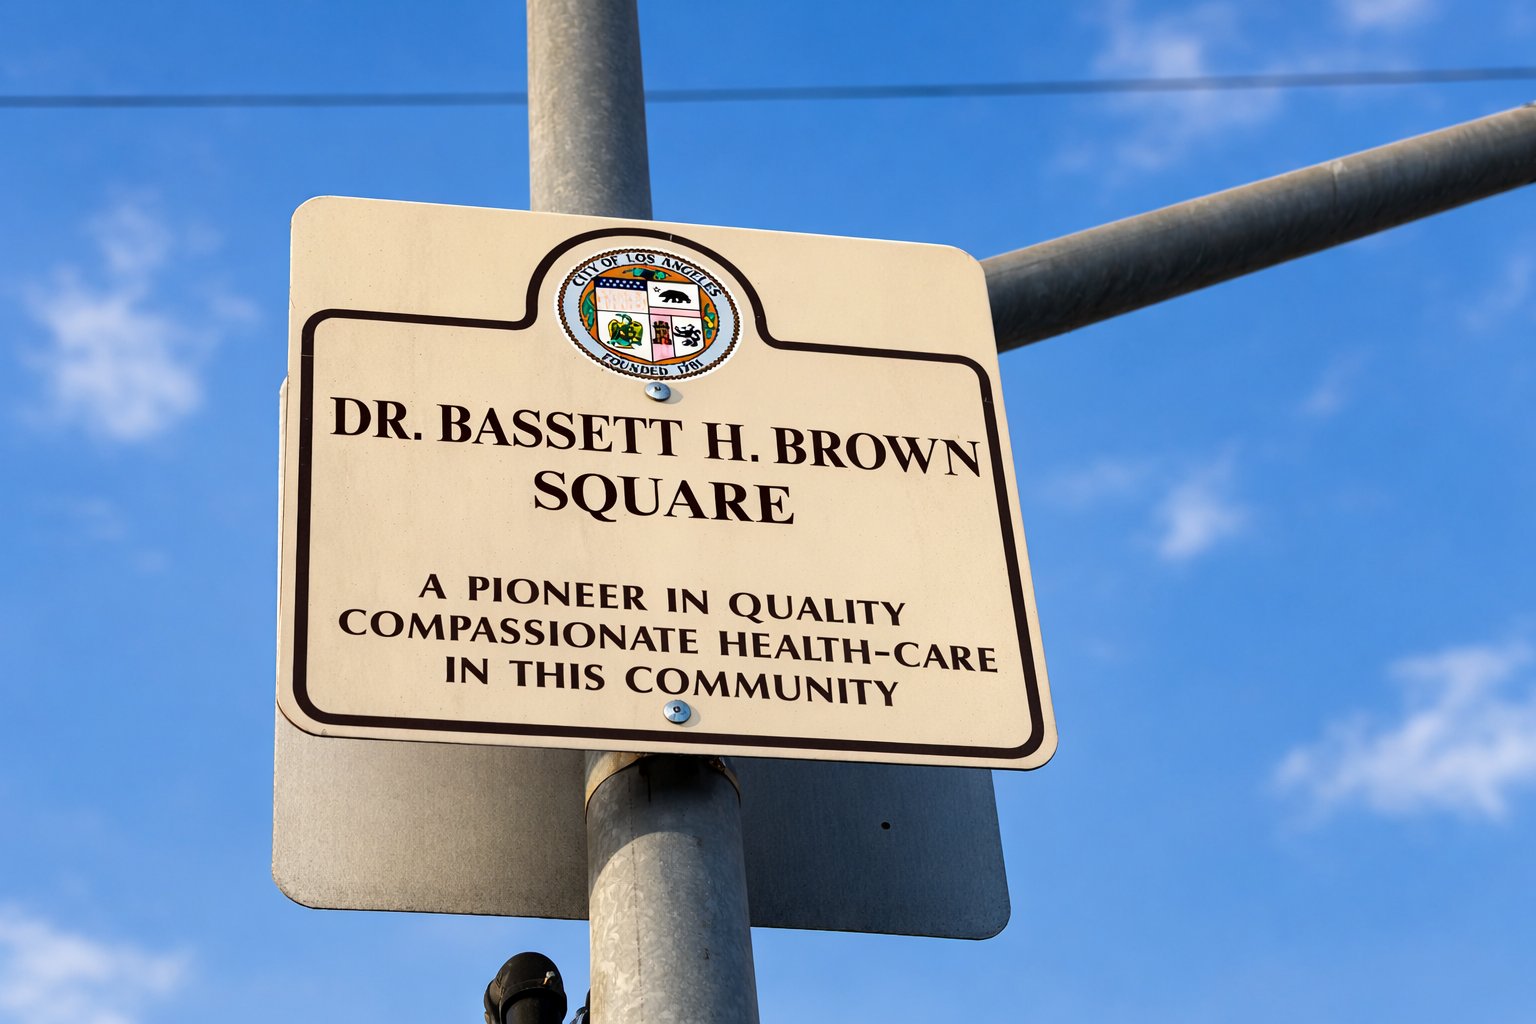 CITY OF LOS ANGELES
FOUNDED 1781
DR. BASSETT H. BROWN
SQUARE
A PIONEER IN QUALITY
COMPASSIONATE HEALTH-CARE
IN THIS COMMUNITY